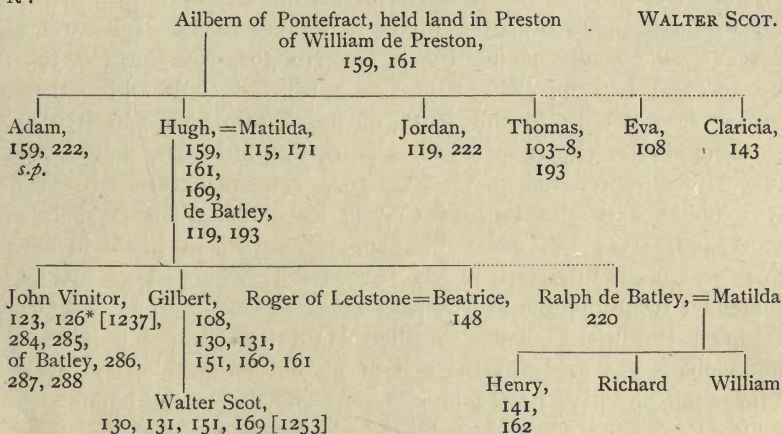 Ailbern of Pontefract, held land in Preston WALTER SCOT.
of William de Preston,
159, 161
Adam, Hugh,=Matilda, Jordan, Thomas, Eva, Claricia,
159, 222, 159, 115, 171 119, 222 103-8, 108 143
s.p. 161, 193
169,
de Batley,
119, 193
John Vinitor, Gilbert, Roger of Ledstone=Beatrice, Ralph de Batley,=Matilda
123, 126* [1237], 108, 148 220
284, 285, 130, 131,
of Batley, 286, 151, 160, 161
287, 288
Henry, Richard William
Walter Scot, 141,
130, 131, 151, 169 [1253] 162